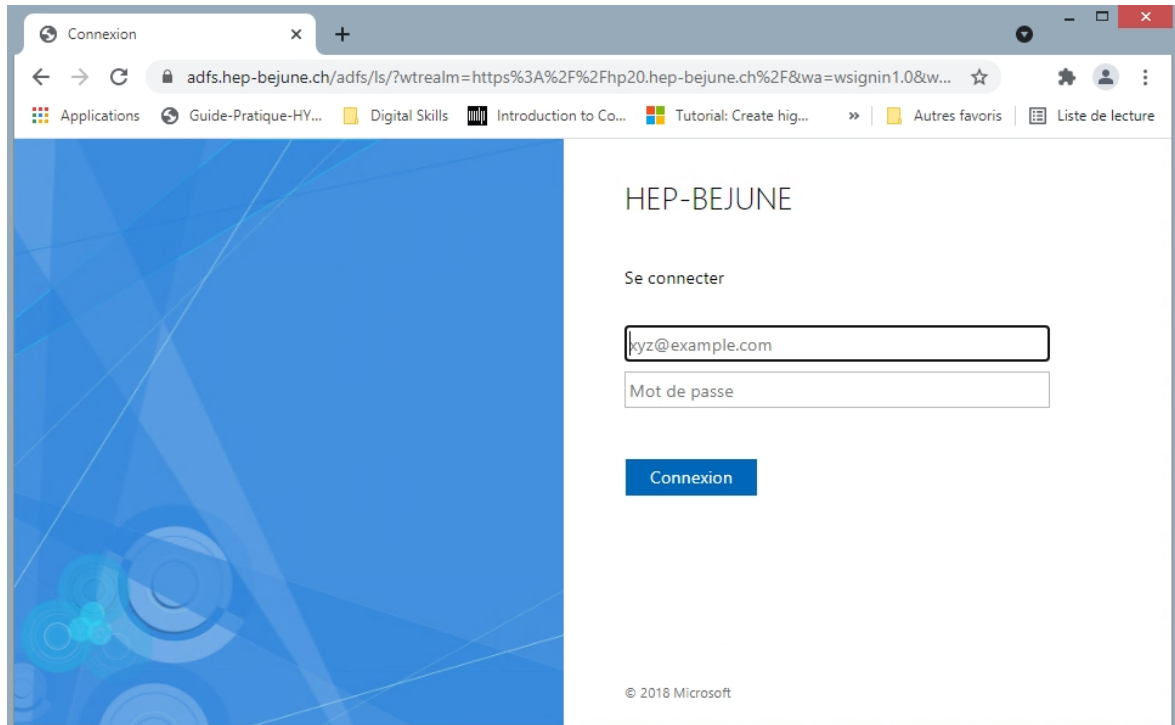 Connexion
adfs.hep-bejune.ch/adfs/ls/?wtrealm=https%3A%2F%2Fhp20.hep-bejune.ch%2F&wa=wsignin1.0&w...
Applications Guide-Pratique-HY... Digital Skills Introduction to Co... Tutorial: Create hig... » Autres favoris Liste de lecture
HEP-BEJUNE
Se connecter
xyz@example.com
Mot de passe
Connexion
© 2018 Microsoft